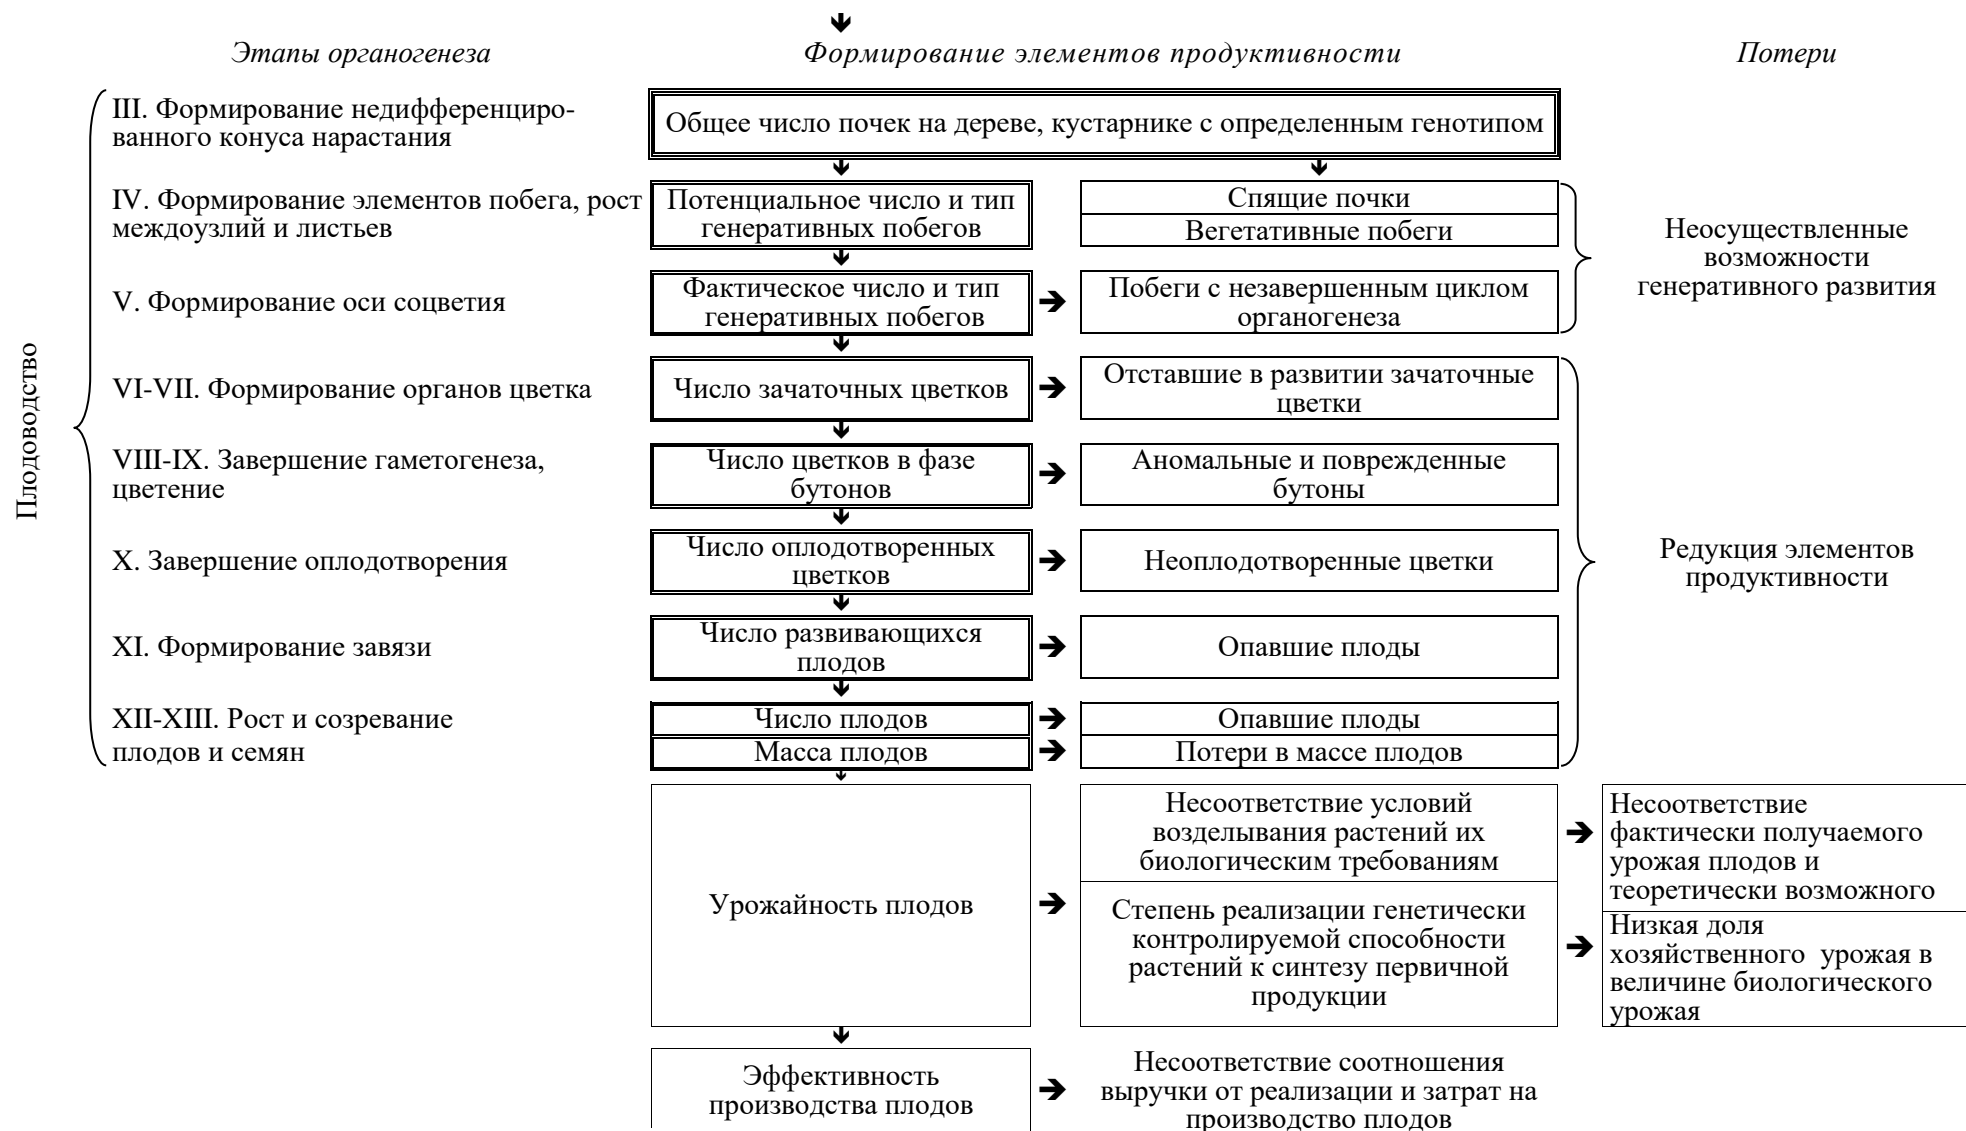 Этапы органогенеза
Формирование элементов продуктивности
Потери
Плодоводство
III. Формирование недифференциро-
ванного конуса нарастания
Общее число почек на дереве, кустарнике с определенным генотипом
IV. Формирование элементов побега, рост
междоузлий и листьев
Потенциальное число и тип
генеративных побегов
Спящие почки
Вегетативные побеги
Неосуществленные
возможности
генеративного развития
V. Формирование оси соцветия
Фактическое число и тип
генеративных побегов
Побеги с незавершенным циклом
органогенеза
VI-VII. Формирование органов цветка
Число зачаточных цветков
Отставшие в развитии зачаточные
цветки
VIII-IX. Завершение гаметогенеза,
цветение
Число цветков в фазе
бутонов
Аномальные и поврежденные
бутоны
X. Завершение оплодотворения
Число оплодотворенных
цветков
Неоплодотворенные цветки
Редукция элементов
продуктивности
XI. Формирование завязи
Число развивающихся
плодов
Опавшие плоды
XII-XIII. Рост и созревание
плодов и семян
Число плодов
Опавшие плоды
Масса плодов
Потери в массе плодов
Урожайность плодов
Несоответствие условий
возделывания растений их
биологическим требованиям
Несоответствие
фактически получаемого
урожая плодов и
теоретически возможного
Степень реализации генетически
контролируемой способности
растений к синтезу первичной
продукции
Низкая доля
хозяйственного урожая в
величине биологического
урожая
Эффективность
производства плодов
Несоответствие соотношения
выручки от реализации и затрат на
производство плодов